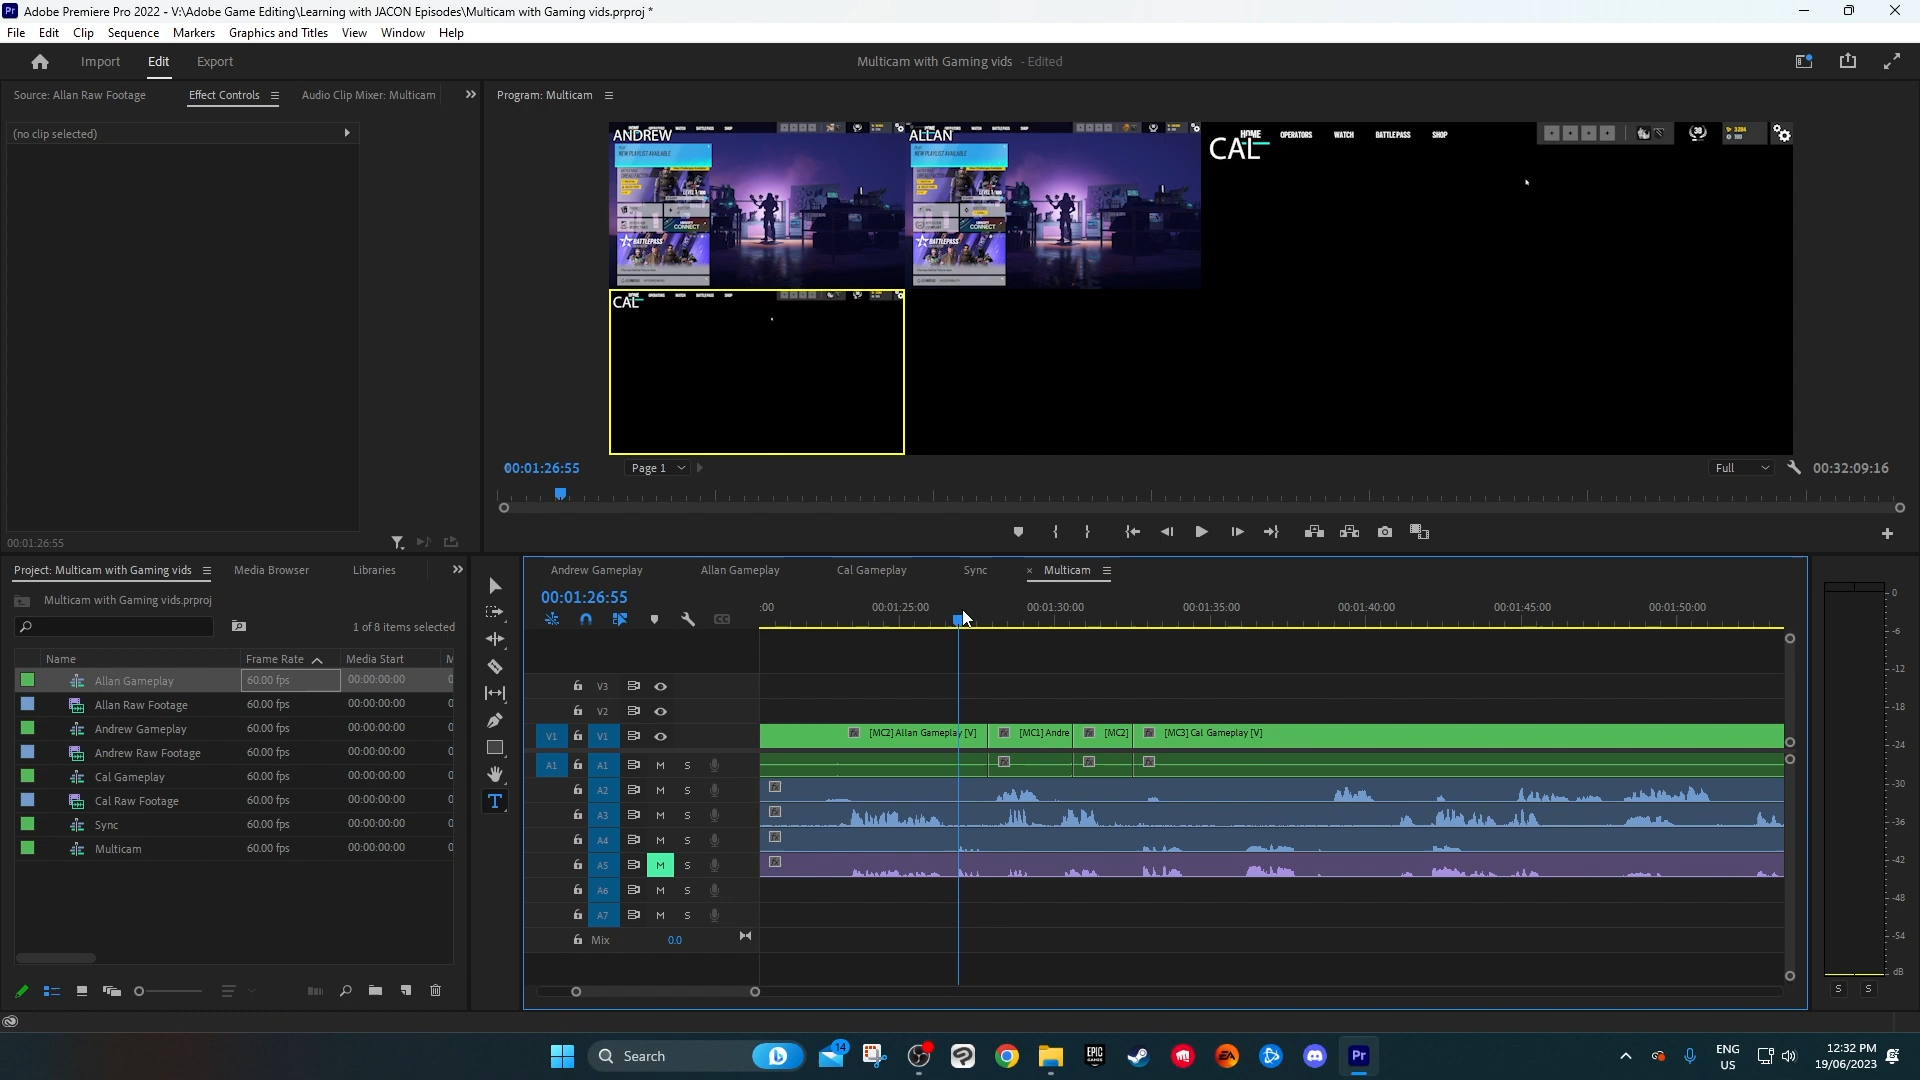 Adobe Premiere Pro 2022 - V:\Adobe Game Editing\Learning with JACON Episodes\Multicam with Gaming vids.prproj *
File Edit Clip Sequence Markers Graphics and Titles View Window Help
Import Edit Export
Multicam with Gaming vids - Edited
Source: Allan Raw Footage Effect Controls Audio Clip Mixer: Multicam
Program: Multicam
(no clip selected)
ANDREW
NEW PLAYLIST AVAILABLE
CONNECT
BATTLEPASS
ALLAN
NEW PLAYLIST AVAILABLE
CONNECT
BATTLEPASS
HOME OPERATORS WATCH BATTLEPASS SHOP
CAL
CAL
00:01:26:55
Page 1
Full
00:32:09:16
00:01:26:55
Project: Multicam with Gaming vids Media Browser Libraries
Multicam with Gaming vids.prproj
1 of 8 items selected
Name Frame Rate Media Start M
Allan Gameplay 60.00 fps 00:00:00:00 0
Allan Raw Footage 60.00 fps 00:00:00:00 0
Andrew Gameplay 60.00 fps 00:00:00:00 0
Andrew Raw Footage 60.00 fps 00:00:00:00 0
Cal Gameplay 60.00 fps 00:00:00:00 0
Cal Raw Footage 60.00 fps 00:00:00:00 0
Sync 60.00 fps 00:00:00:00 0
Multicam 60.00 fps 00:00:00:00 0
Andrew Gameplay Allan Gameplay Cal Gameplay Sync × Multicam
00:01:26:55
:00 00:01:25:00 00:01:30:00 00:01:35:00 00:01:40:00 00:01:45:00 00:01:50:00
V3
V2
V1 V1 [MC2] Allan Gameplay [V] [MC1] Andre [MC2] [MC3] Cal Gameplay [V]
A1 A1 M S
A2 M S
A3 M S
A4 M S
A5 M S
A6 M S
A7 M S
Mix 0.0
0
-6
-12
-18
-24
-30
-36
-42
-48
-54
dB
S S
Search
14
EPIC GAMES
EA
Pr
ENG
US
12:32 PM
19/06/2023